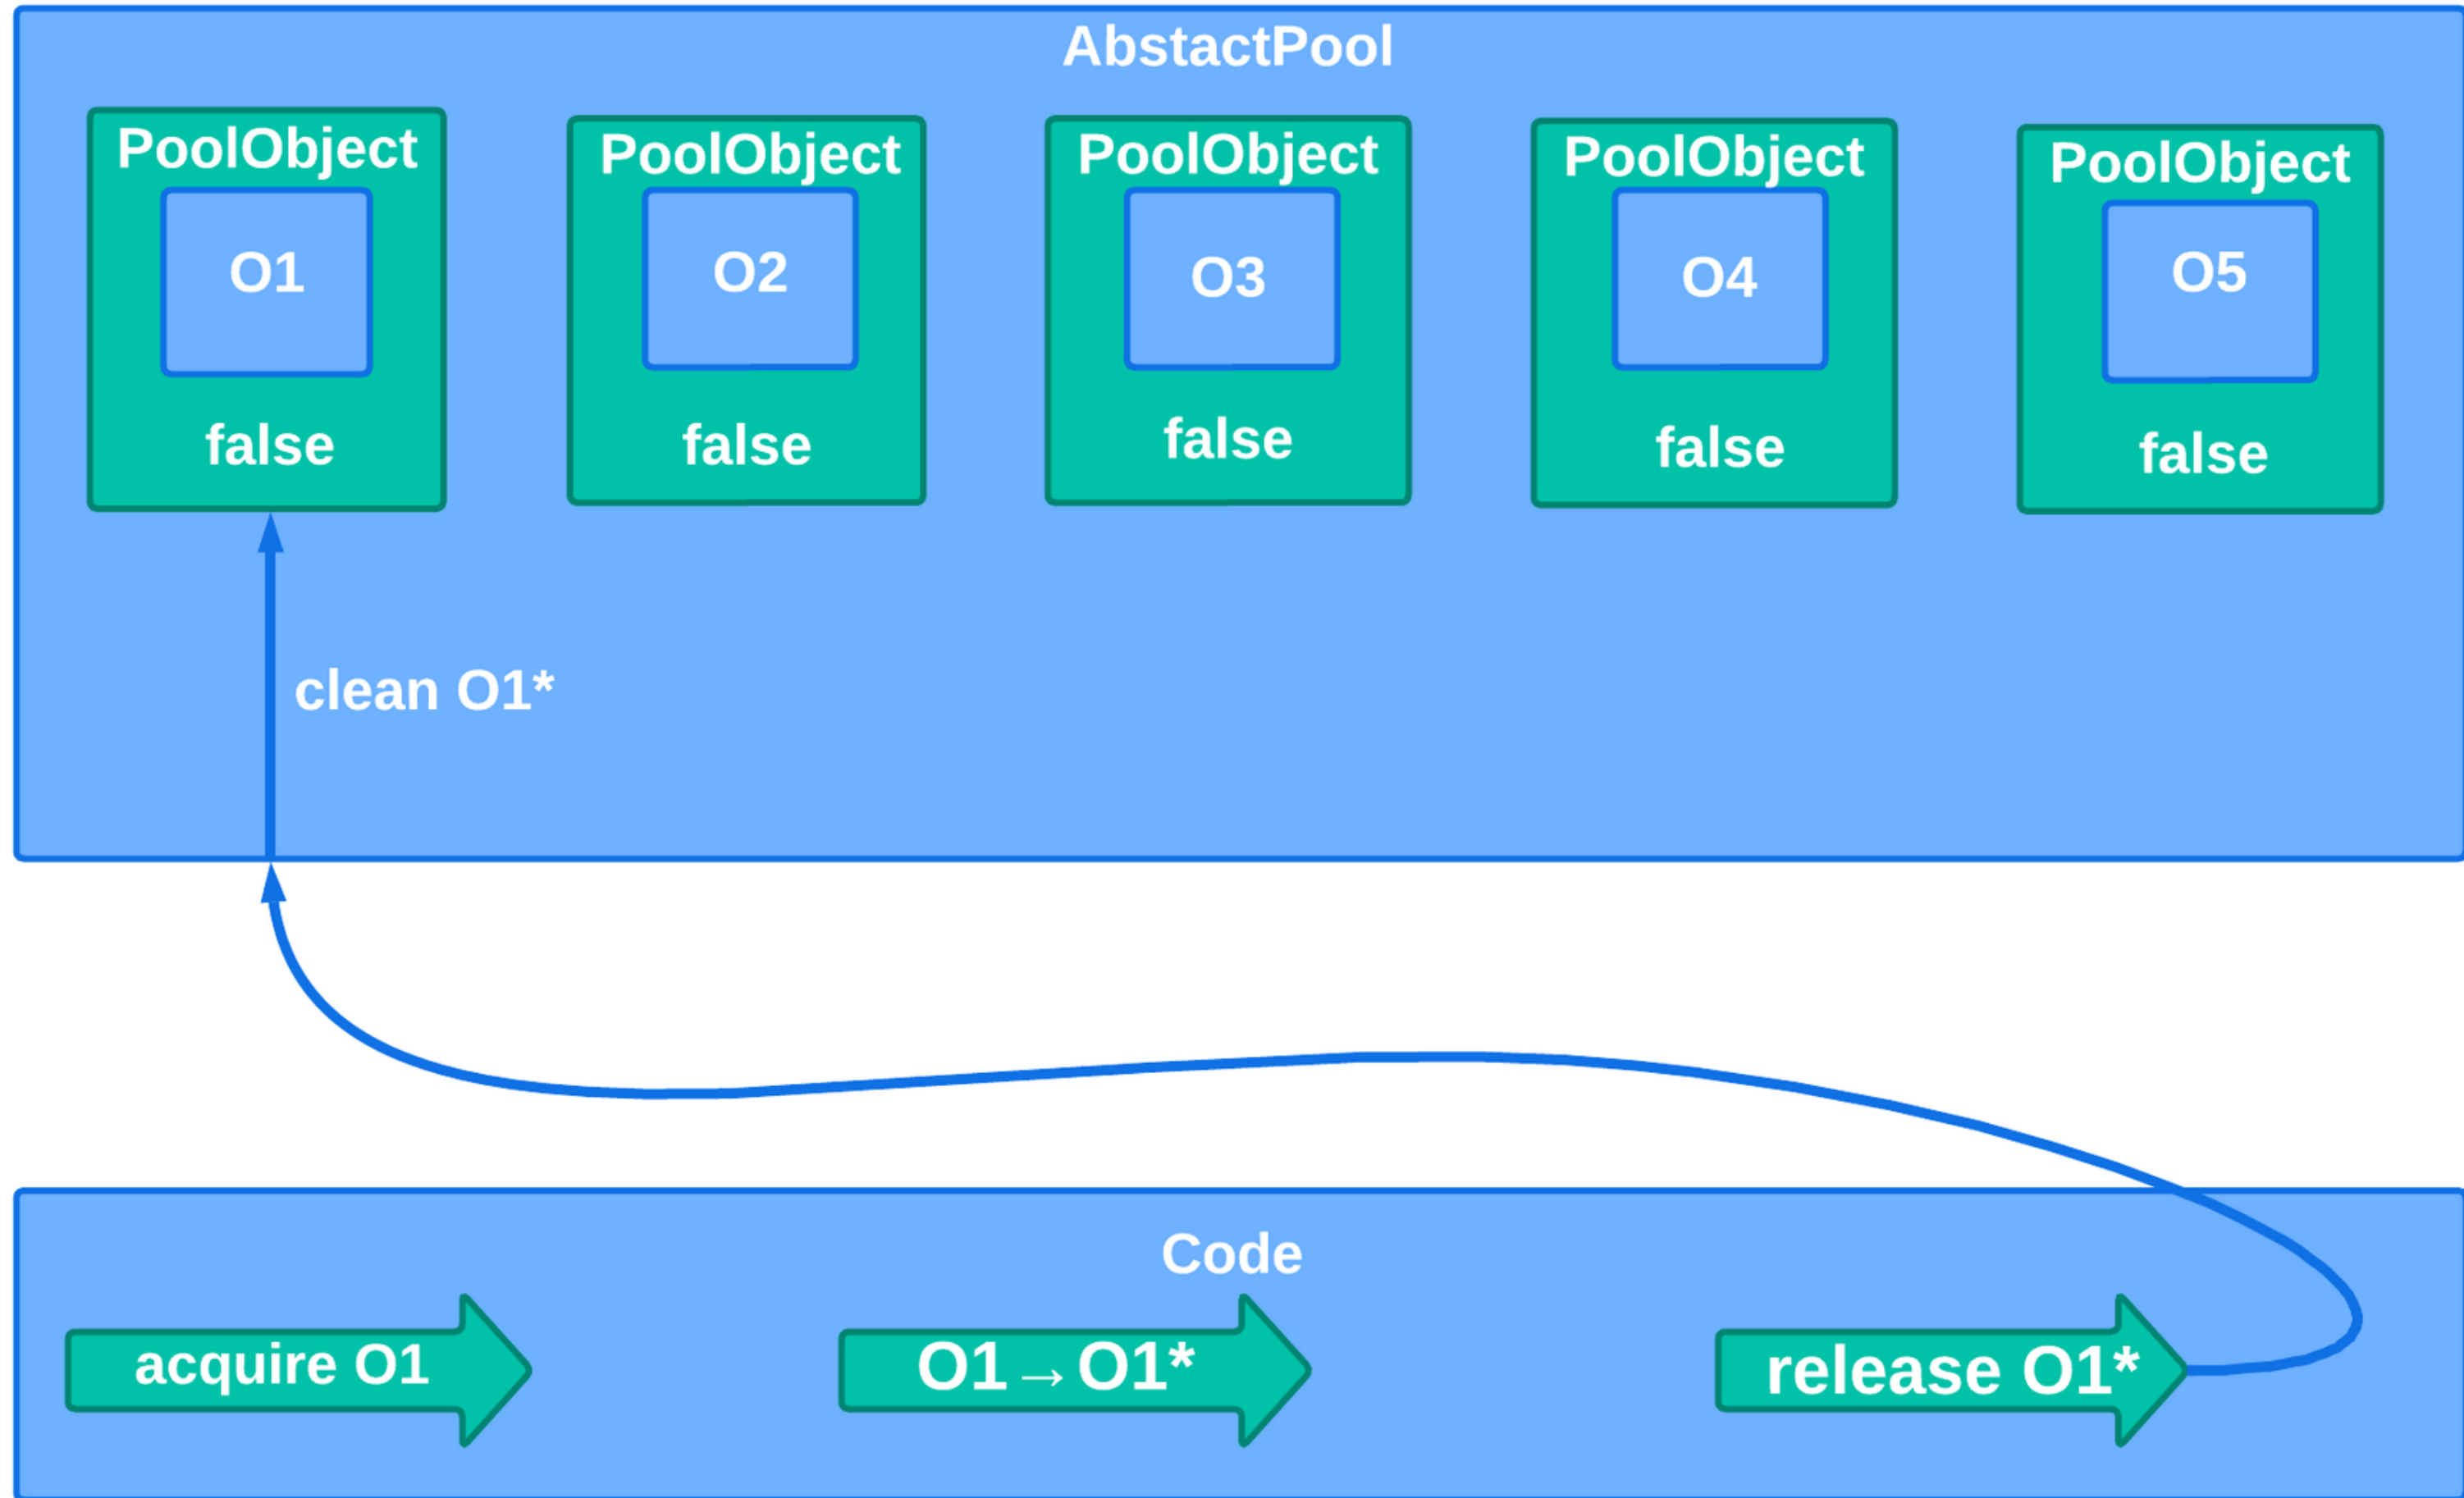 AbstactPool
PoolObject
O1
false
PoolObject
O2
false
PoolObject
O3
false
PoolObject
O4
false
PoolObject
O5
false
clean O1*
Code
acquire O1
O1→O1*
release O1*